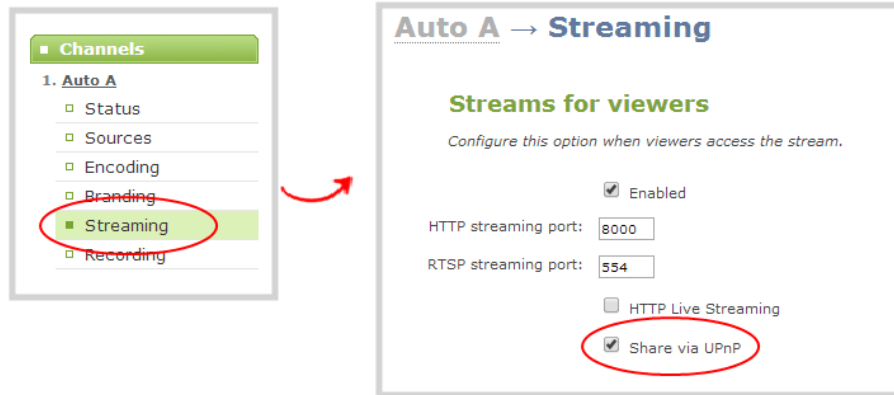 Channels
1. Auto A
Status
Sources
Encoding
Branding
Streaming
Recording
Auto A → Streaming
Streams for viewers
Configure this option when viewers access the stream.
Enabled
HTTP streaming port: 8000
RTSP streaming port: 554
HTTP Live Streaming
Share via UPnP